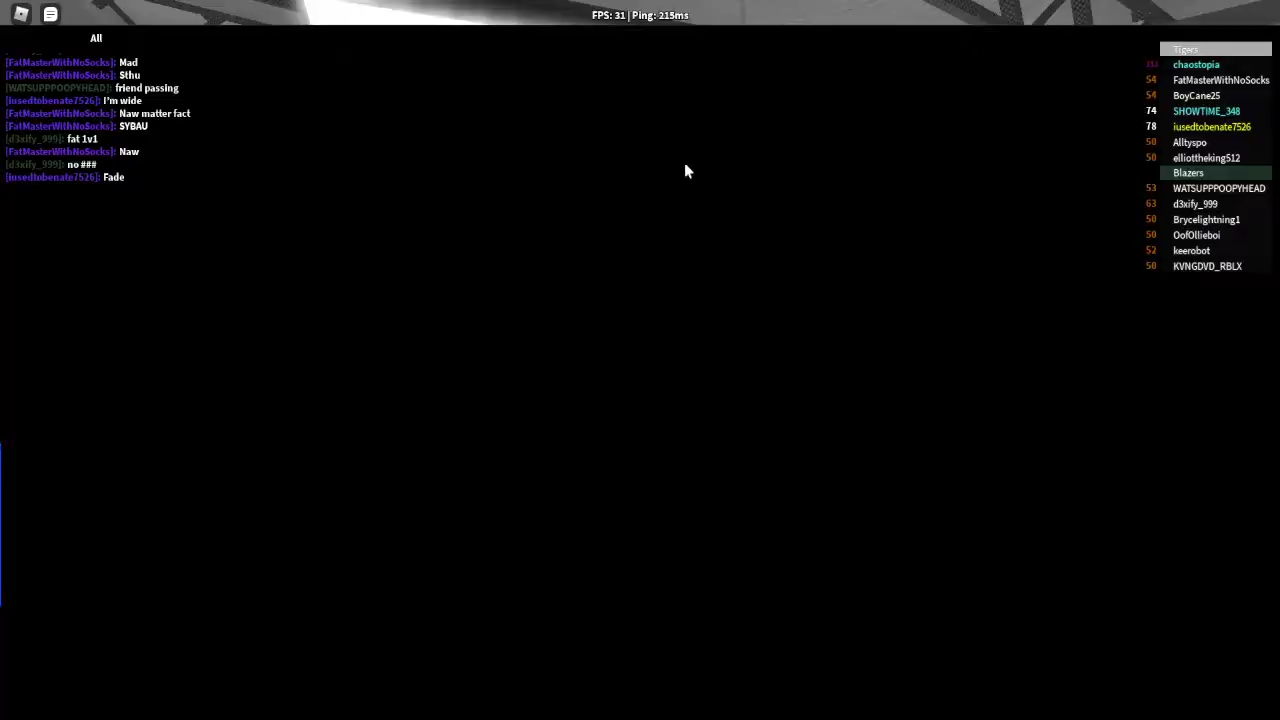 FPS: 31 | Ping: 215ms
All
[FatMasterWithNoSocks]: Mad
[FatMasterWithNoSocks]: Sthu
[WATSUPPPOOPYHEAD]: friend passing
[iusedtobenate7526]: I'm wide
[FatMasterWithNoSocks]: Naw matter fact
[FatMasterWithNoSocks]: SYBAU
[d3xify_999]: fat 1v1
[FatMasterWithNoSocks]: Naw
[d3xify_999]: no ###
[iusedtobenate7526]: Fade
Tigers
chaostopia
54 FatMasterWithNoSocks
54 BoyCane25
74 SHOWTIME_348
78 iusedtobenate7526
50 Alltyspo
50 elliottheking512
Blazers
53 WATSUPPPOOPYHEAD
63 d3xify_999
50 Brycelightning1
50 OofOllieboi
52 keerobot
50 KVNGDVD_RBLX